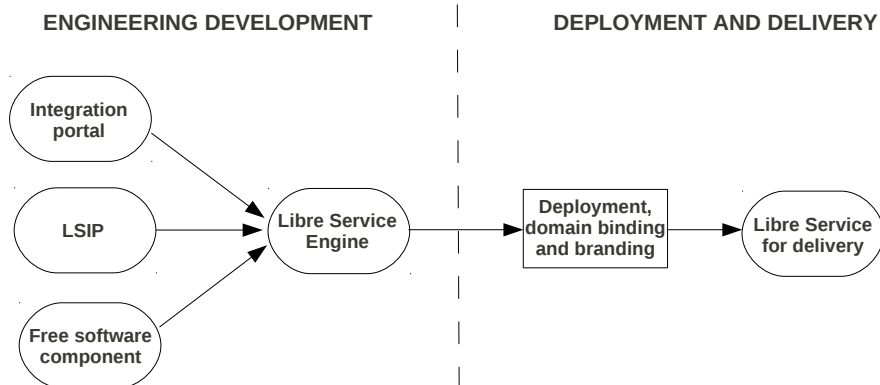 ENGINEERING DEVELOPMENT
DEPLOYMENT AND DELIVERY
Integration
portal
LSIP
Free software
component
Libre Service
Engine
Deployment,
domain binding
and branding
Libre Service
for delivery